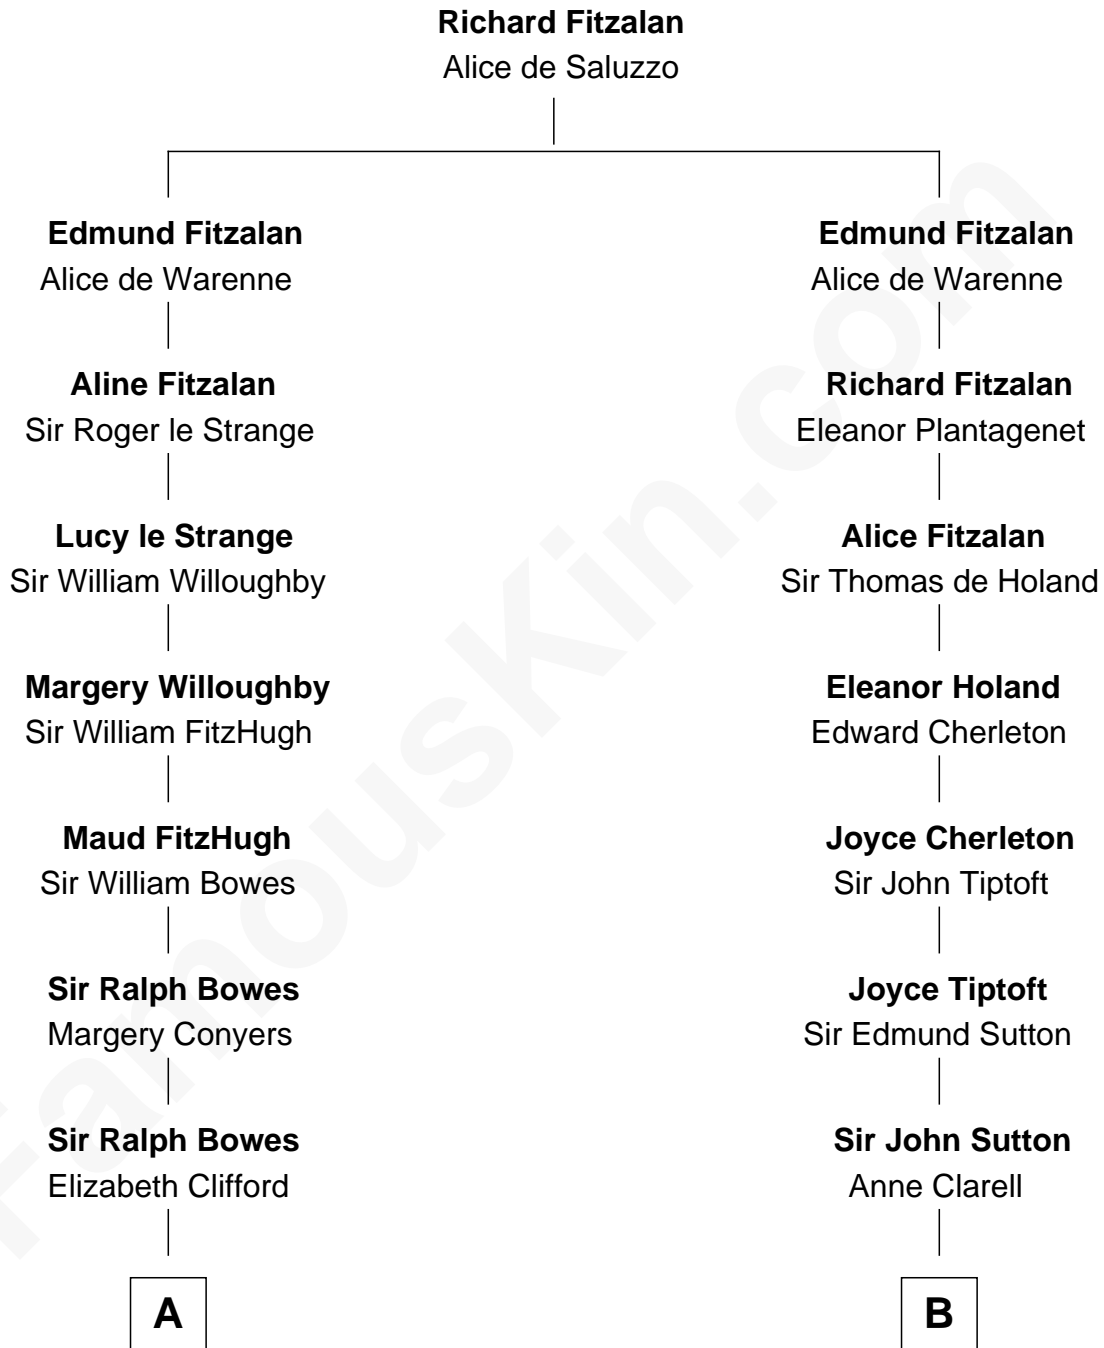 Richard Fitzalan
Alice de Saluzzo
Edmund Fitzalan
Alice de Warenne
Edmund Fitzalan
Alice de Warenne
Aline Fitzalan
Sir Roger le Strange
Richard Fitzalan
Eleanor Plantagenet
Lucy le Strange
Sir William Willoughby
Alice Fitzalan
Sir Thomas de Holand
Margery Willoughby
Sir William FitzHugh
Eleanor Holand
Edward Cherleton
Maud FitzHugh
Sir William Bowes
Joyce Cherleton
Sir John Tiptoft
Sir Ralph Bowes
Margery Conyers
Joyce Tiptoft
Sir Edmund Sutton
Sir Ralph Bowes
Elizabeth Clifford
Sir John Sutton
Anne Clarell
A
B
FamousKin.com